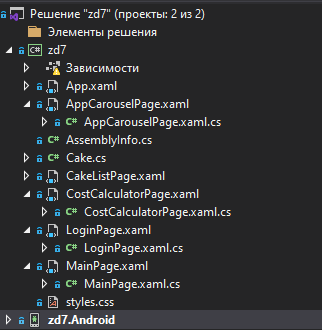 Решение "zd7" (проекты: 2 из 2)
Элементы решения
zd7
Зависимости
App.xaml
AppCarouselPage.xaml
C# AppCarouselPage.xaml.cs
C# AssemblyInfo.cs
C# Cake.cs
CakeListPage.xaml
CostCalculatorPage.xaml
C# CostCalculatorPage.xaml.cs
LoginPage.xaml
C# LoginPage.xaml.cs
MainPage.xaml
C# MainPage.xaml.cs
styles.css
zd7.Android